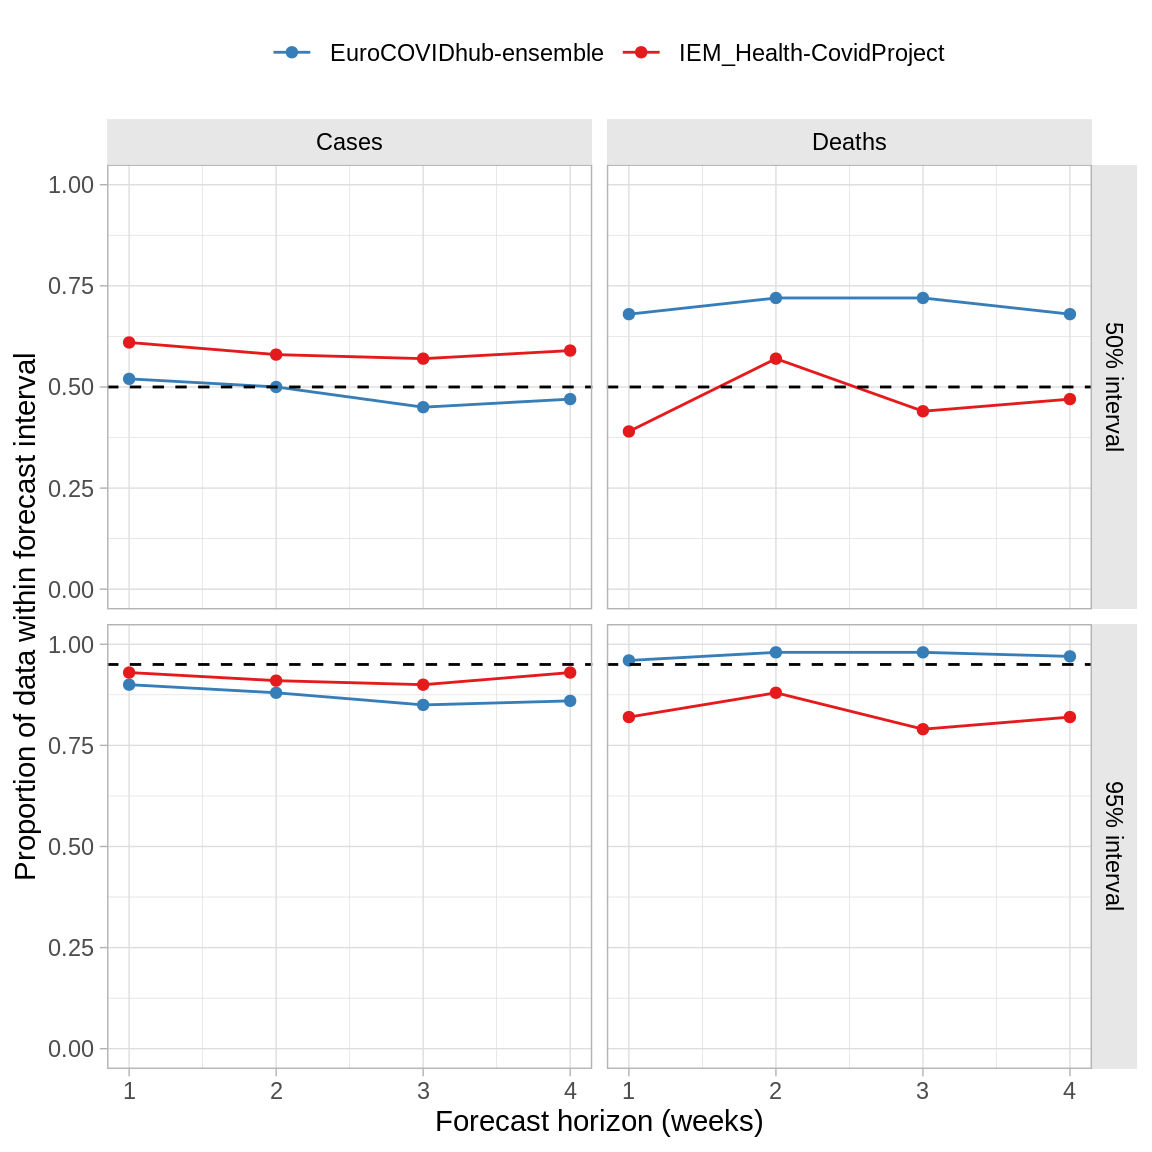 EuroCOVIDhub-ensemble IEM_Health-CovidProject
Cases Deaths
Proportion of data within forecast interval
1.00
0.75
0.50
0.25
0.00
50% interval
1.00
0.75
0.50
0.25
0.00
95% interval
1 2 3 4 1 2 3 4
Forecast horizon (weeks)